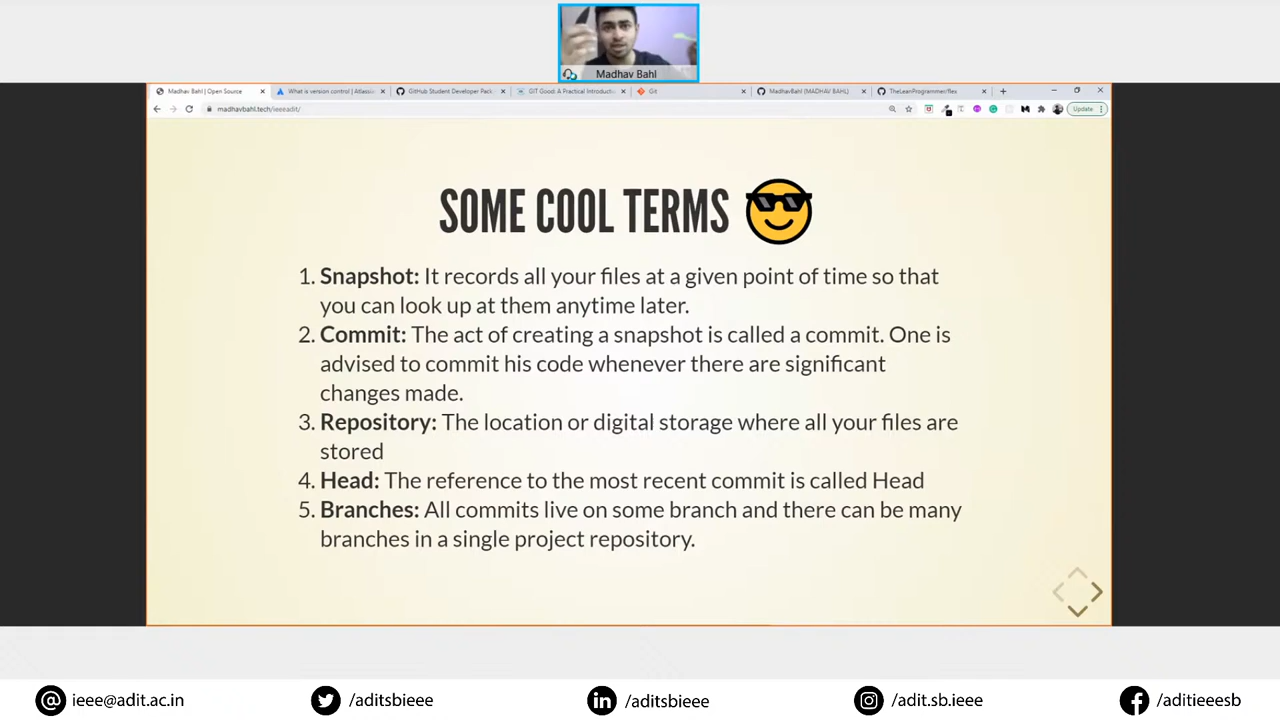 Madhav Bahl
Madhav Bahl | Open Source
What is version control | Atlassi
GitHub Student Developer Pack
GIT Good: A Practical Introductio
Git
MadhavBahl (MADHAV BAHL)
TheLeanProgrammer/flex
madhavbahl.tech/ieeeadit/
Update
SOME COOL TERMS
1. Snapshot: It records all your files at a given point of time so that
you can look up at them anytime later.
2. Commit: The act of creating a snapshot is called a commit. One is
advised to commit his code whenever there are significant
changes made.
3. Repository: The location or digital storage where all your files are
stored
4. Head: The reference to the most recent commit is called Head
5. Branches: All commits live on some branch and there can be many
branches in a single project repository.
ieee@adit.ac.in
/aditsbieee
/aditsbieee
/adit.sb.ieee
/aditieeesb